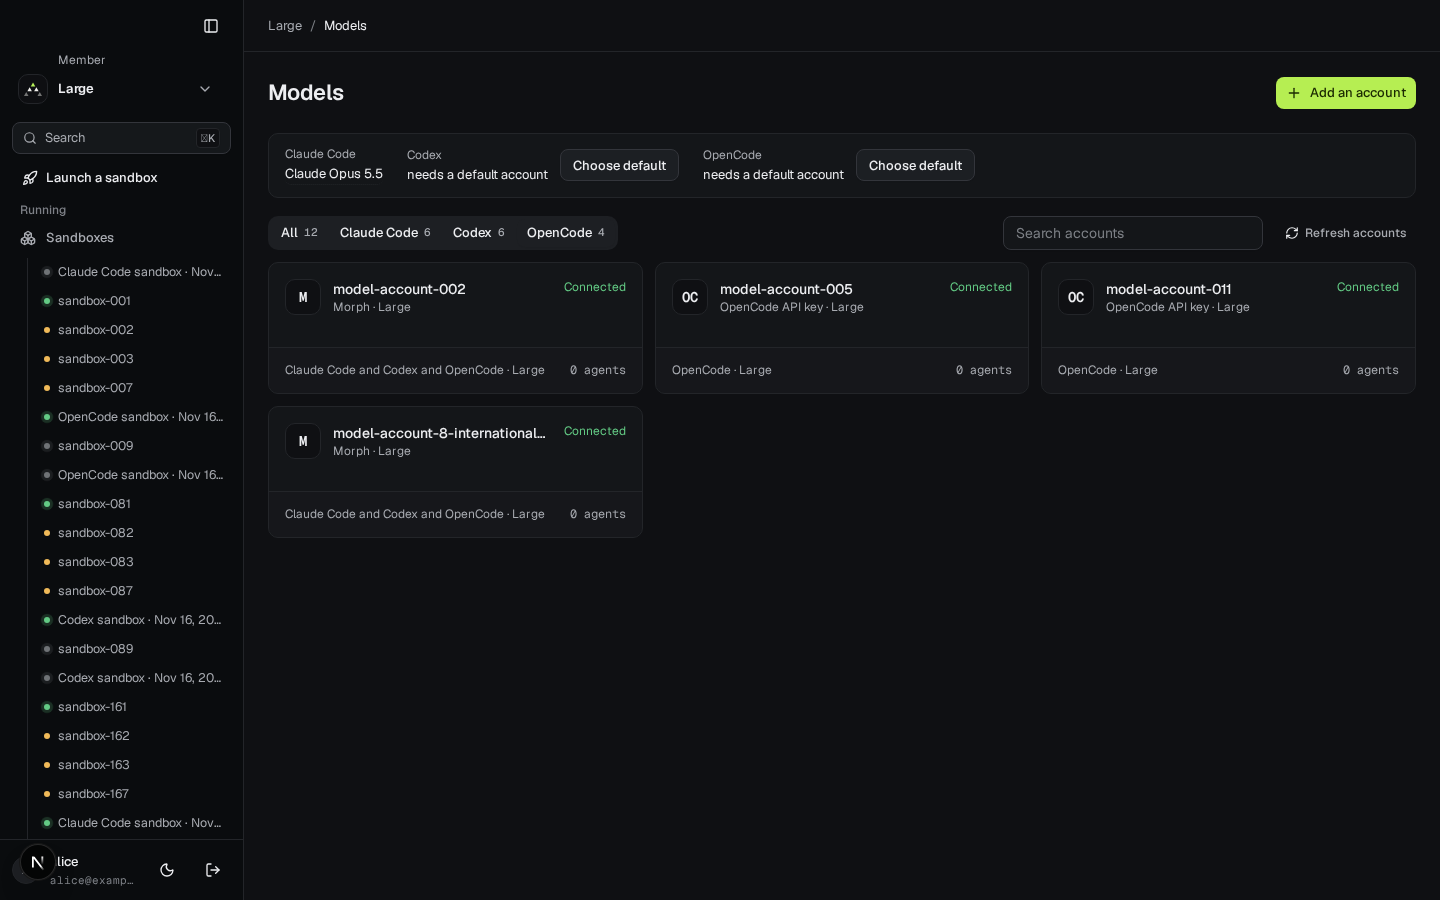 Member
Large
Search
K
Launch a sandbox
Running
Sandboxes
Claude Code sandbox · Nov...
sandbox-001
sandbox-002
sandbox-003
sandbox-007
OpenCode sandbox · Nov 16...
sandbox-009
OpenCode sandbox · Nov 16...
sandbox-081
sandbox-082
sandbox-083
sandbox-087
Codex sandbox · Nov 16, 20...
sandbox-089
Codex sandbox · Nov 16, 20...
sandbox-161
sandbox-162
sandbox-163
sandbox-167
Claude Code sandbox · Nov...
N
lice
alice@examp...
Large / Models
Models
Add an account
Claude Code
Claude Opus 5.5
Codex
needs a default account
Choose default
OpenCode
needs a default account
Choose default
All 12
Claude Code 6
Codex 6
OpenCode 4
Search accounts
Refresh accounts
M
model-account-002
Connected
Morph · Large
Claude Code and Codex and OpenCode · Large
0 agents
OC
model-account-005
Connected
OpenCode API key · Large
OpenCode · Large
0 agents
OC
model-account-011
Connected
OpenCode API key · Large
OpenCode · Large
0 agents
M
model-account-8-international...
Connected
Morph · Large
Claude Code and Codex and OpenCode · Large
0 agents